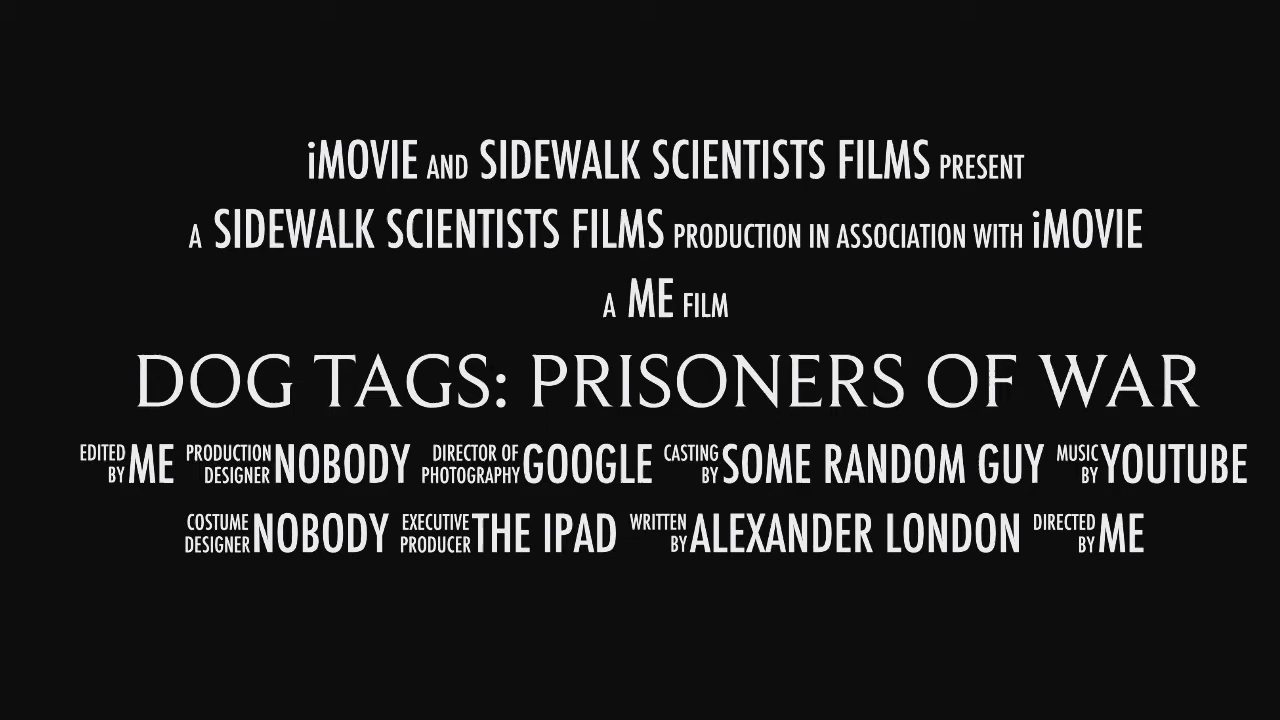 iMOVIE AND SIDEWALK SCIENTISTS FILMS PRESENT
A SIDEWALK SCIENTISTS FILMS PRODUCTION IN ASSOCIATION WITH iMOVIE
A ME FILM
DOG TAGS: PRISONERS OF WAR
EDITED BY ME PRODUCTION DESIGNER NOBODY DIRECTOR OF PHOTOGRAPHY GOOGLE CASTING BY SOME RANDOM GUY MUSIC BY YOUTUBE
COSTUME DESIGNER NOBODY EXECUTIVE PRODUCER THE IPAD WRITTEN BY ALEXANDER LONDON DIRECTED BY ME